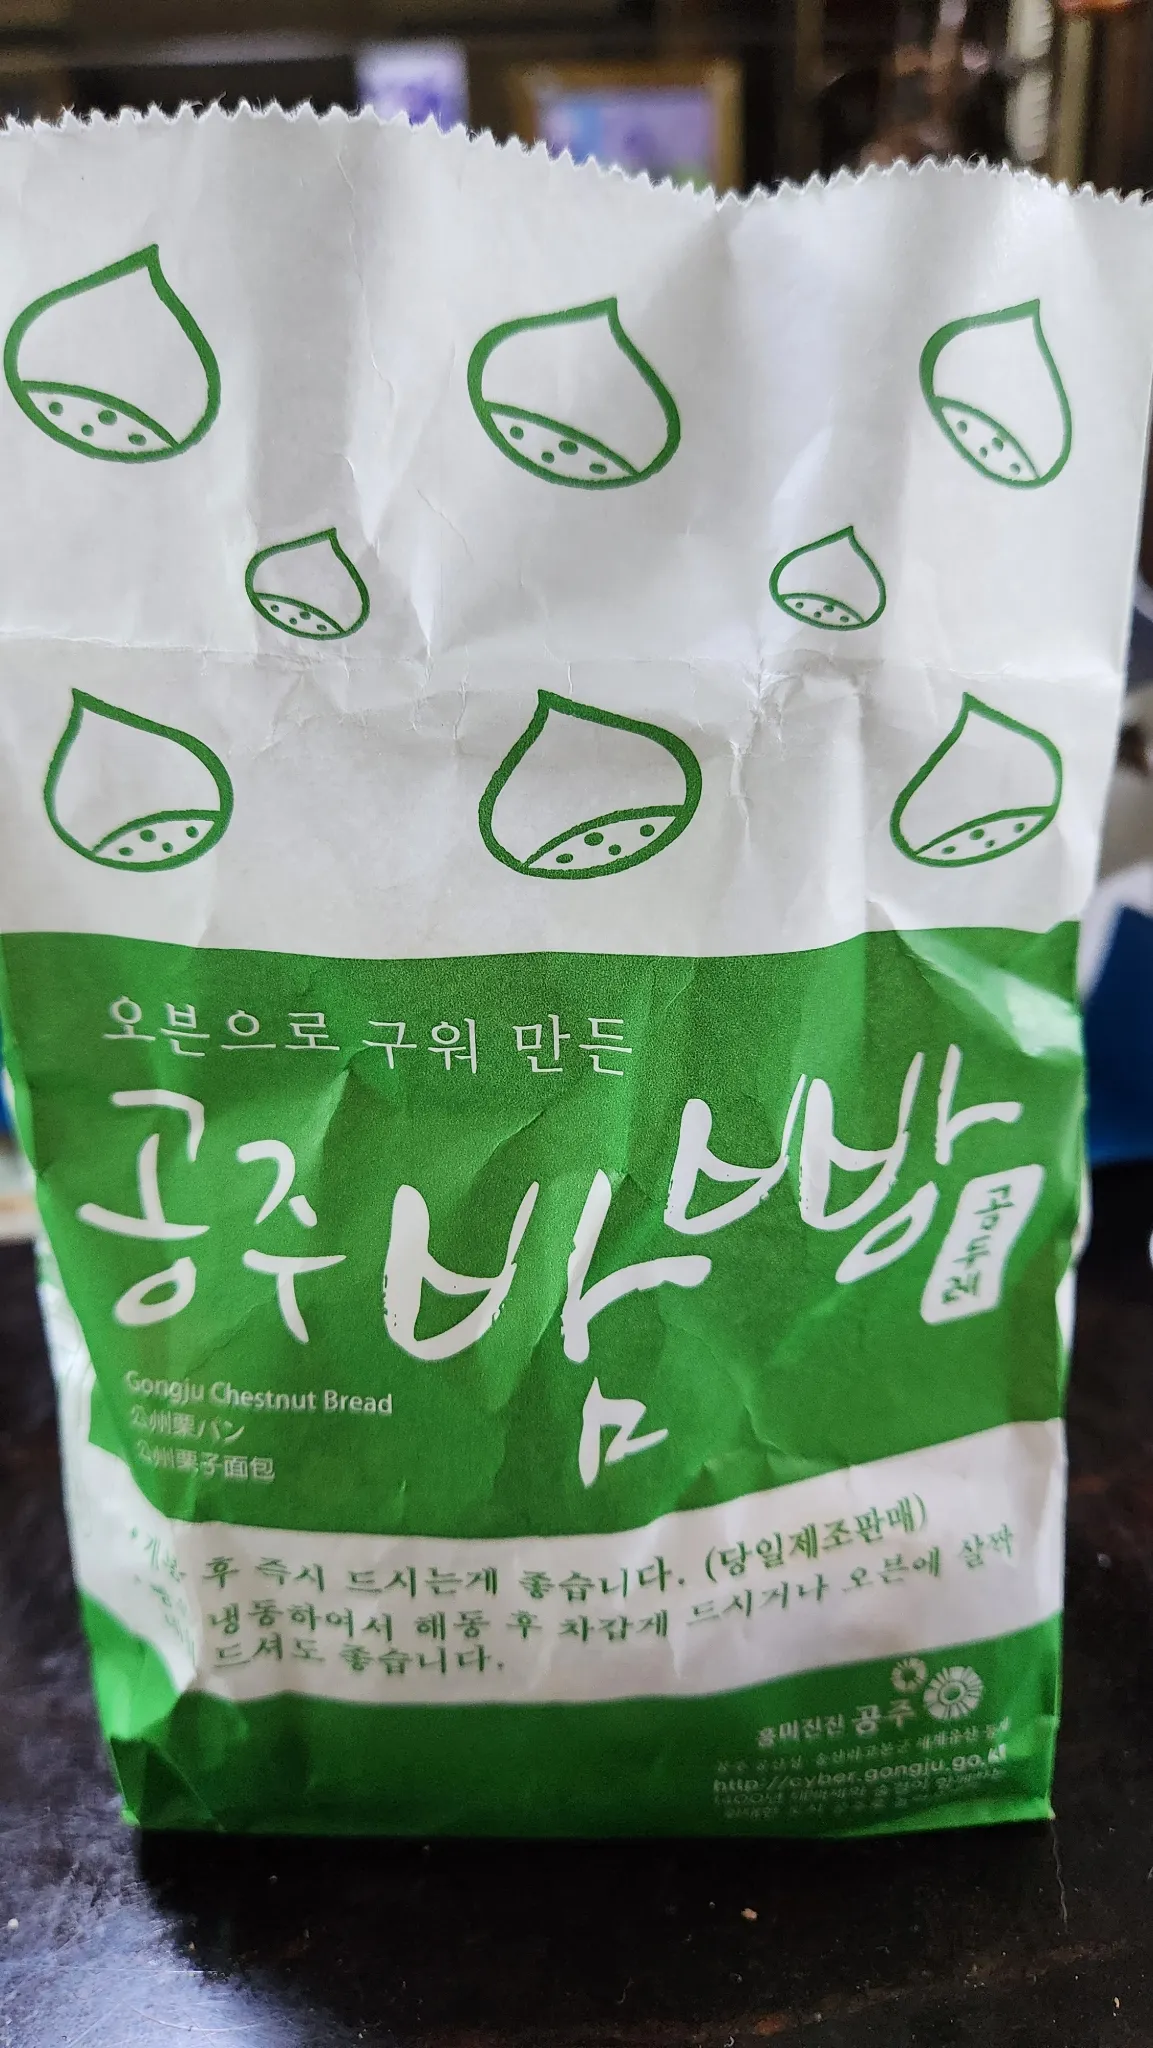 오븐으로 구워 만든
공주밤빵
Gongju Chestnut Bread
公州栗パン
公州栗子面包
후 즉시 드시는게 좋습니다. (당일제조판매)
냉동하여서 해동 후 차갑게 드시거나 오븐에 살짝
드셔도 좋습니다.
흥미진진 공주
http://cyber.gongju.go.kr